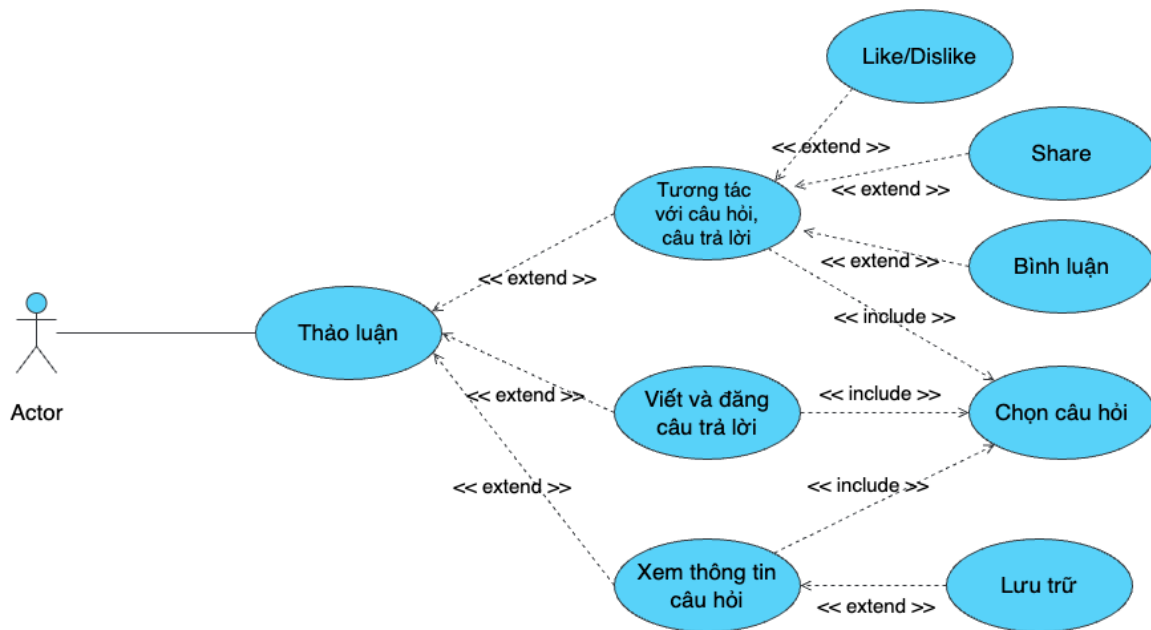 Like/Dislike
<< extend >>
Share
<< extend >>
Tương tác
với câu hỏi,
câu trả lời
<< extend >>
Bình luận
<< extend >>
Thảo luận
<< include >>
Actor
<< extend >>
Viết và đăng
câu trả lời
<< include >>
Chọn câu hỏi
<< extend >>
<< include >>
Xem thông tin
câu hỏi
<< extend >>
Lưu trữ